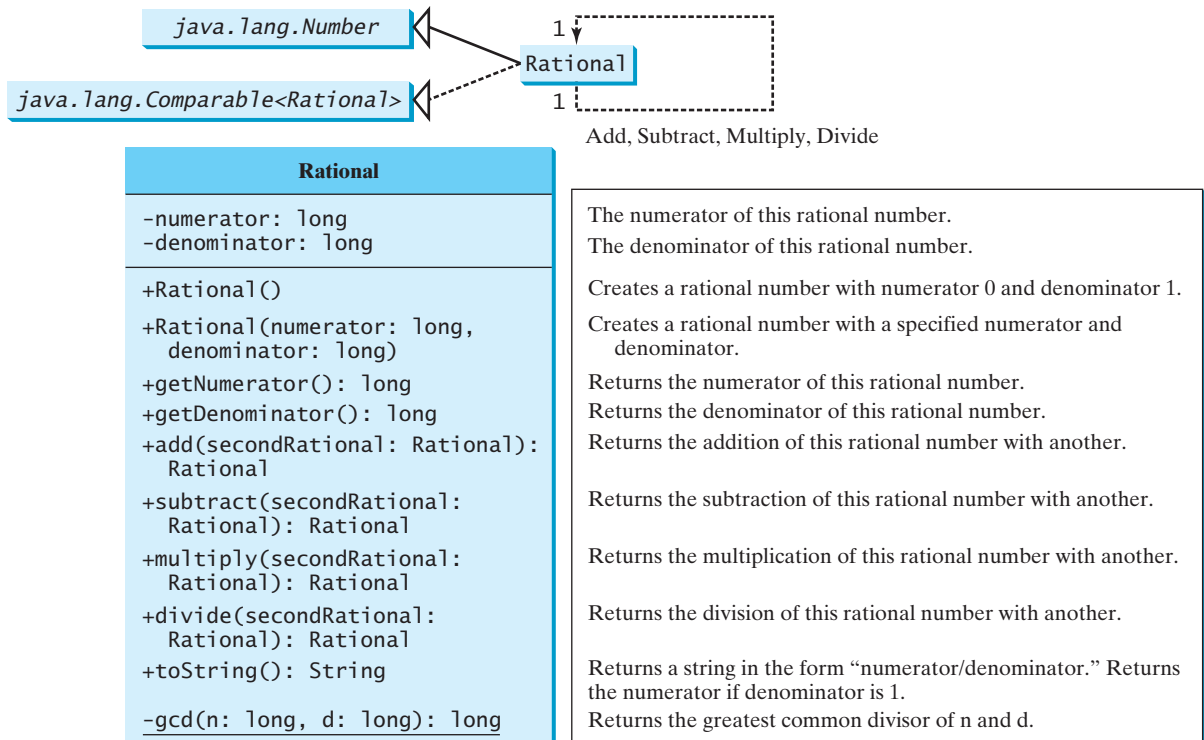 java.lang.Number
1
Rational
java.lang.Comparable<Rational>
1
Add, Subtract, Multiply, Divide
Rational
-numerator: long
The numerator of this rational number.
-denominator: long
The denominator of this rational number.
+Rational()
Creates a rational number with numerator 0 and denominator 1.
+Rational(numerator: long,
denominator: long)
Creates a rational number with a specified numerator and
denominator.
+getNumerator(): long
Returns the numerator of this rational number.
+getDenominator(): long
Returns the denominator of this rational number.
+add(secondRational: Rational):
Rational
Returns the addition of this rational number with another.
+subtract(secondRational:
Rational): Rational
Returns the subtraction of this rational number with another.
+multiply(secondRational:
Rational): Rational
Returns the multiplication of this rational number with another.
+divide(secondRational:
Rational): Rational
Returns the division of this rational number with another.
+toString(): String
Returns a string in the form “numerator/denominator.” Returns
the numerator if denominator is 1.
-gcd(n: long, d: long): long
Returns the greatest common divisor of n and d.